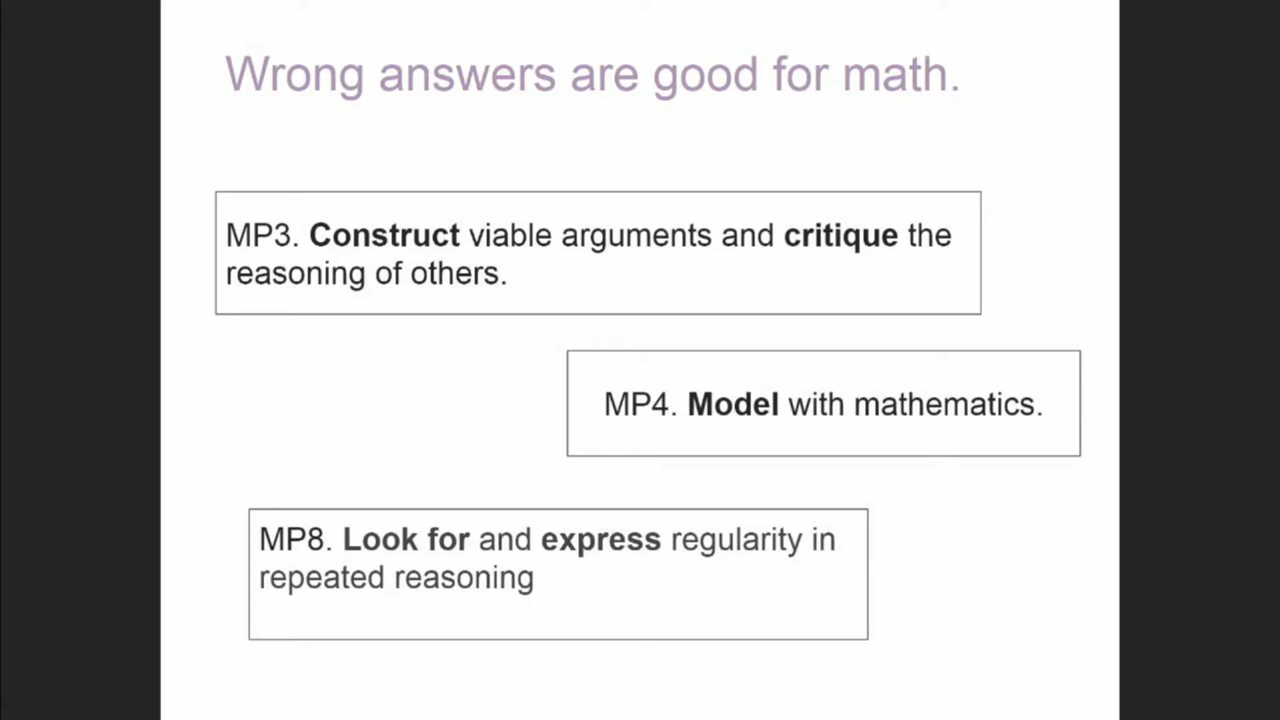 Wrong answers are good for math.
MP3. Construct viable arguments and critique the
reasoning of others.
MP4. Model with mathematics.
MP8. Look for and express regularity in
repeated reasoning